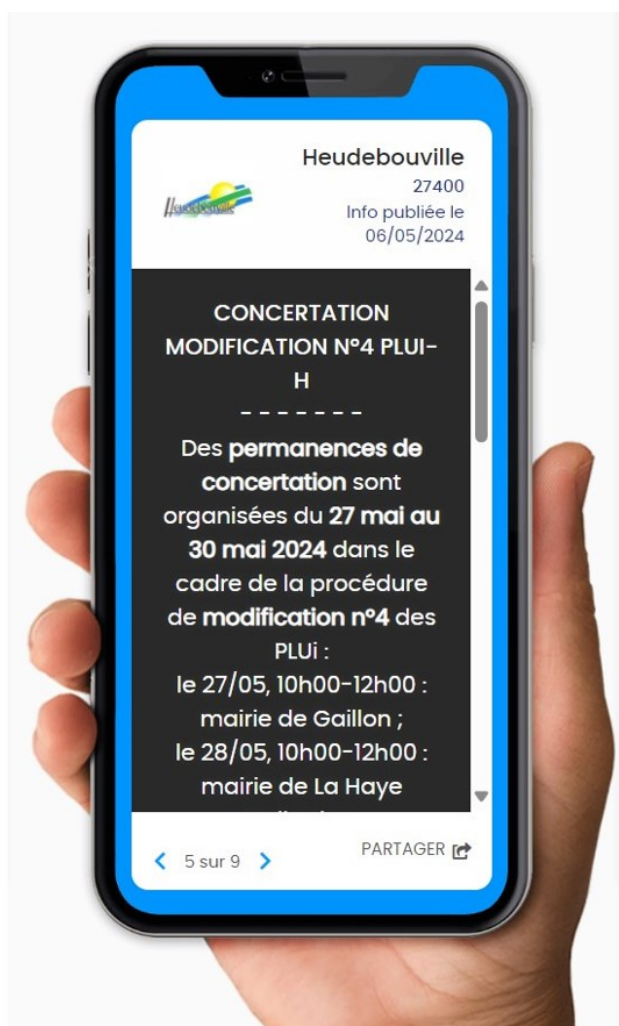 Heudebouville
Heudebouville
27400
Info publiée le
06/05/2024
CONCERTATION
MODIFICATION N°4 PLUI-
H
- - - - - - -
Des permanences de
concertation sont
organisées du 27 mai au
30 mai 2024 dans le
cadre de la procédure
de modification n°4 des
PLUi :
le 27/05, 10h00-12h00 :
mairie de Gaillon ;
le 28/05, 10h00-12h00 :
mairie de La Haye
5 sur 9
PARTAGER